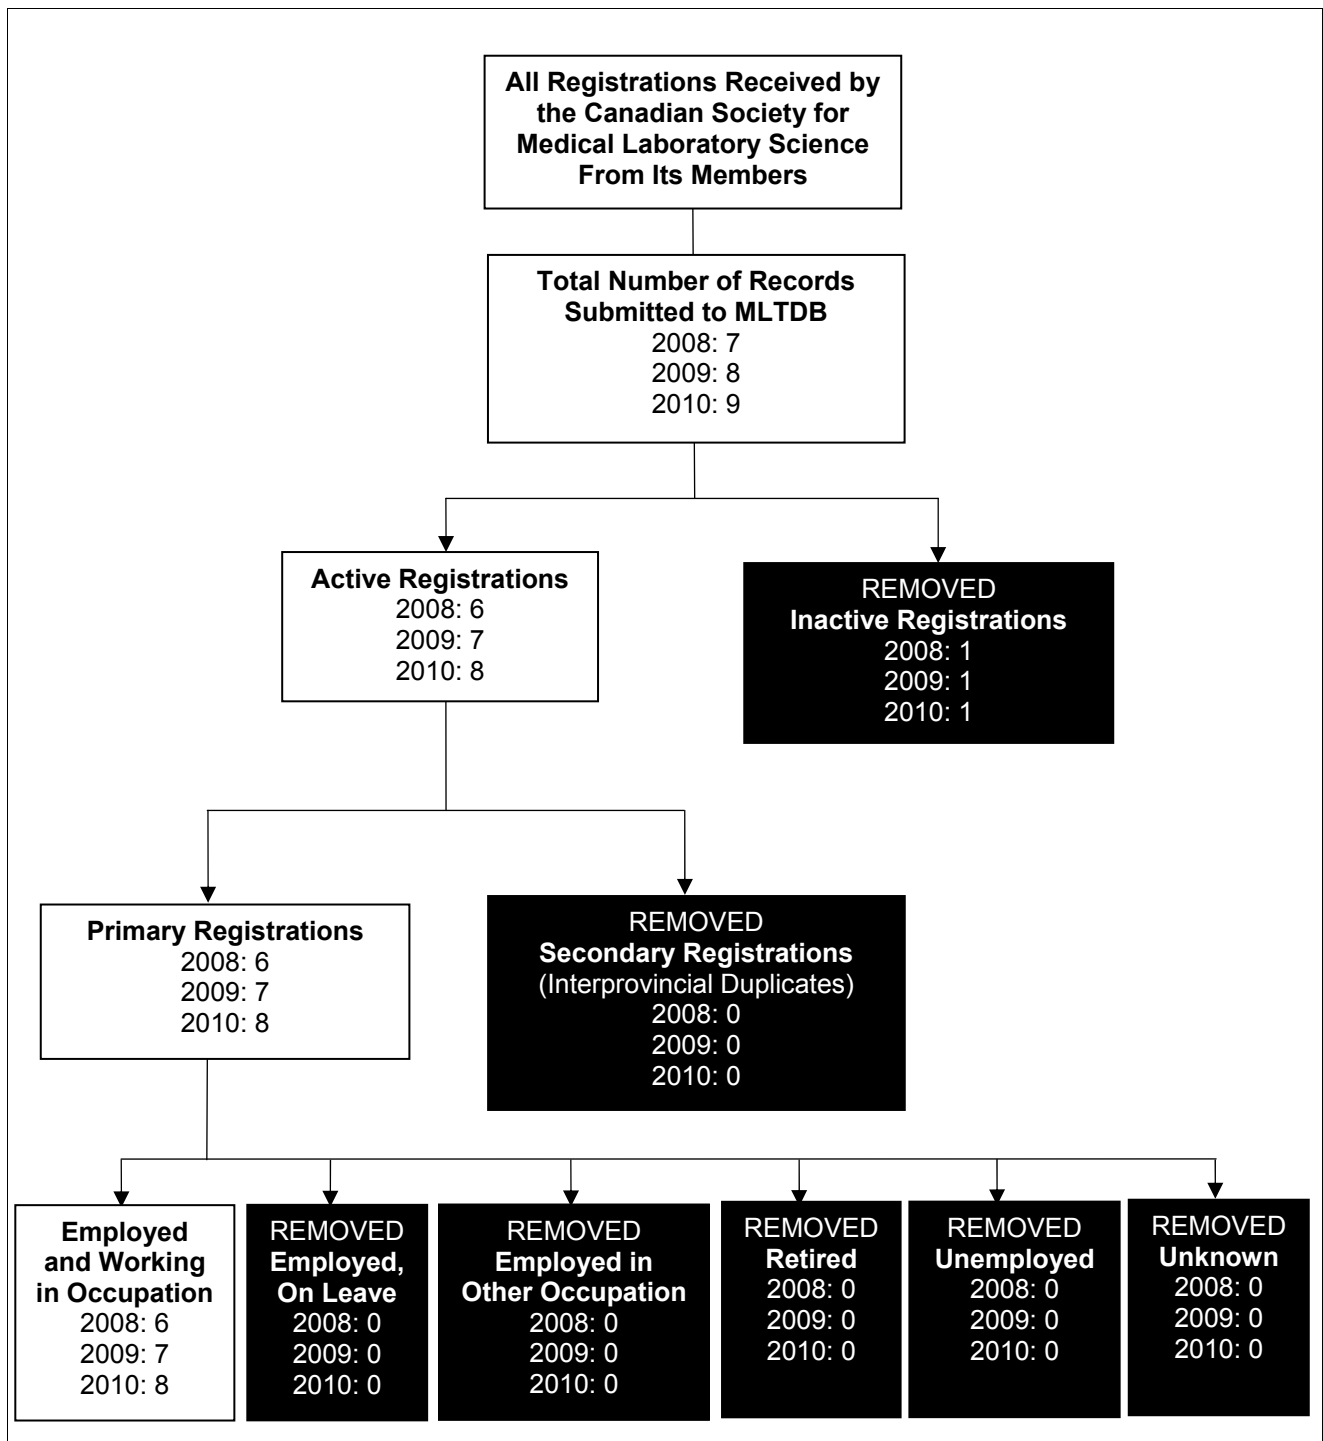 All Registrations Received by
the Canadian Society for
Medical Laboratory Science
From Its Members
Total Number of Records
Submitted to MLTDB
2008: 7
2009: 8
2010: 9
Active Registrations
2008: 6
2009: 7
2010: 8
REMOVED
Inactive Registrations
2008: 1
2009: 1
2010: 1
Primary Registrations
2008: 6
2009: 7
2010: 8
REMOVED
Secondary Registrations
(Interprovincial Duplicates)
2008: 0
2009: 0
2010: 0
Employed
and Working
in Occupation
2008: 6
2009: 7
2010: 8
REMOVED
Employed,
On Leave
2008: 0
2009: 0
2010: 0
REMOVED
Employed in
Other Occupation
2008: 0
2009: 0
2010: 0
REMOVED
Retired
2008: 0
2009: 0
2010: 0
REMOVED
Unemployed
2008: 0
2009: 0
2010: 0
REMOVED
Unknown
2008: 0
2009: 0
2010: 0